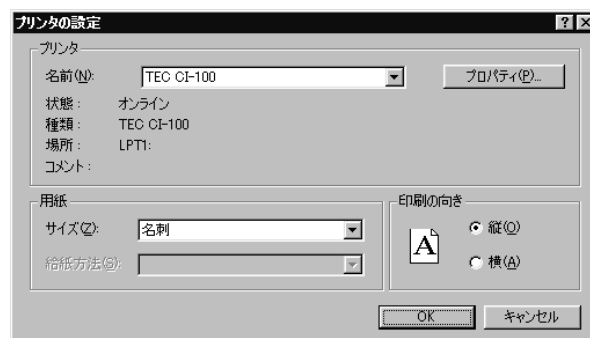 プリンタの設定
プリンタ
名前(N): TEC CI-100 プロパティ(P)...
状態: オンライン
種類: TEC CI-100
場所: LPT1:
コメント:
用紙
サイズ(Z): 名刺
給紙方法(S):
印刷の向き
A
縦(O)
横(A)
OK キャンセル